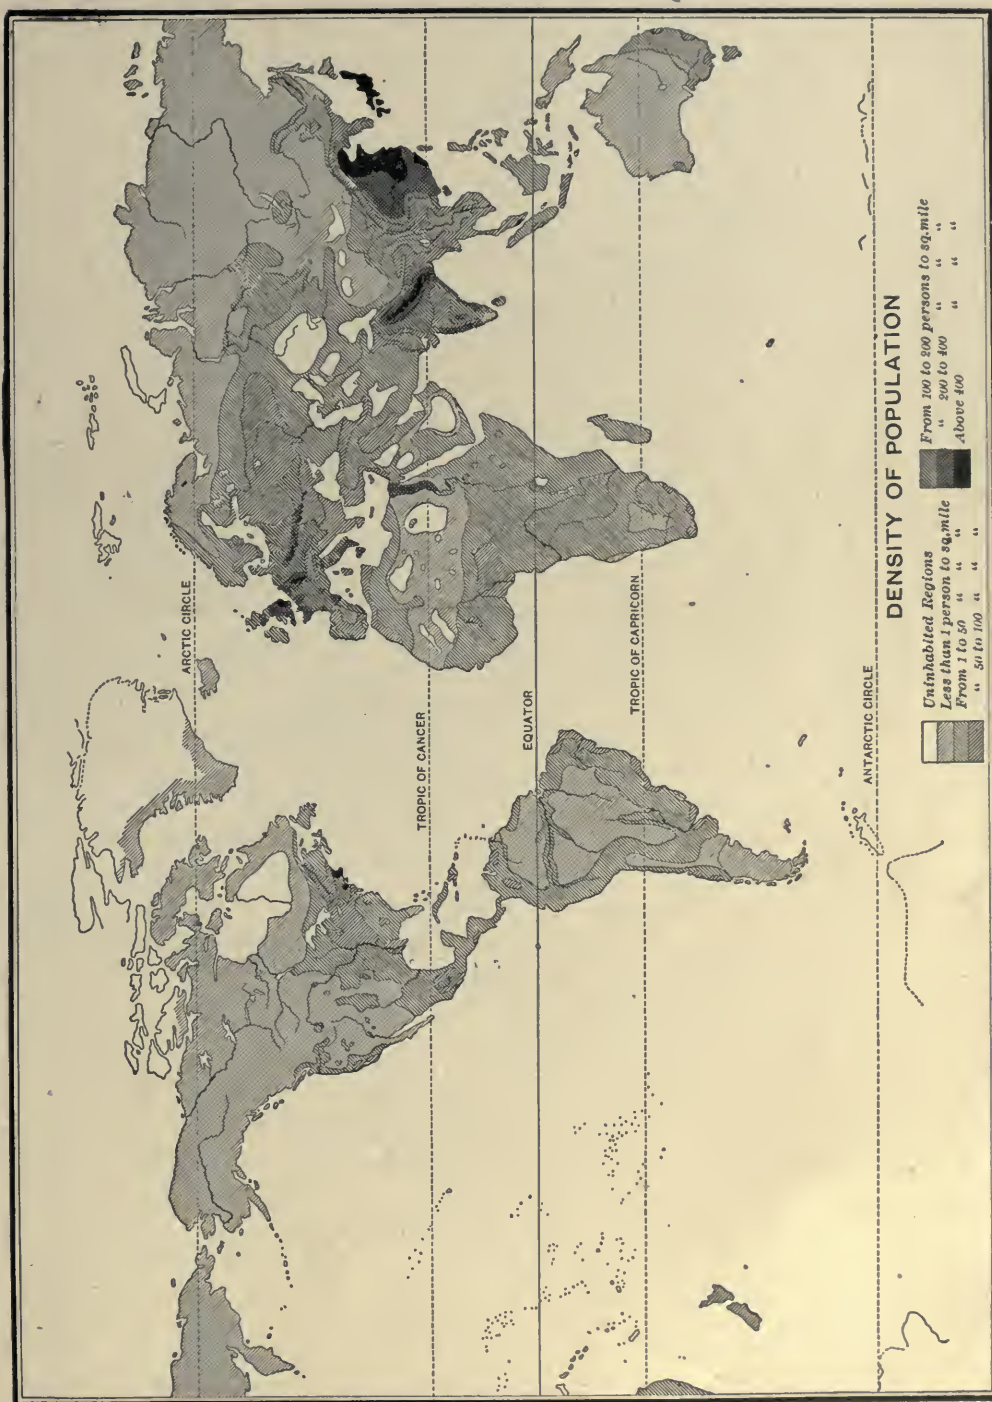 ARCTIC CIRCLE
TROPIC OF CANCER
EQUATOR
TROPIC OF CAPRICORN
ANTARCTIC CIRCLE
DENSITY OF POPULATION
Uninhabited Regions
Less than 1 person to sq.mile
From 1 to 50 " " "
" 50 to 100 " " "
From 100 to 200 persons to sq.mile
" 200 to 400 " " "
Above 400 " "